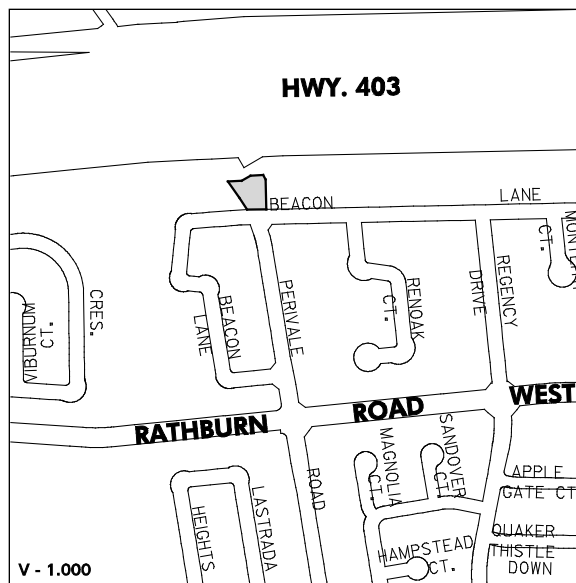 HWY. 403
BEACON
LANE
CT.
PERIVALE
DRIVE
REGENCY
CT.
RENOAK
BEACON
LANE
CRES.
VIBURNUM
CT.
RATHBURN
ROAD
WEST
ROAD
MAGNOLIA
CT.
SANDOVER
CT.
APPLE
GATE CT
HEIGHTS
LASTRADA
QUAKER
HAMPSTEAD
CT.
THISTLE
DOWN
V - 1.000